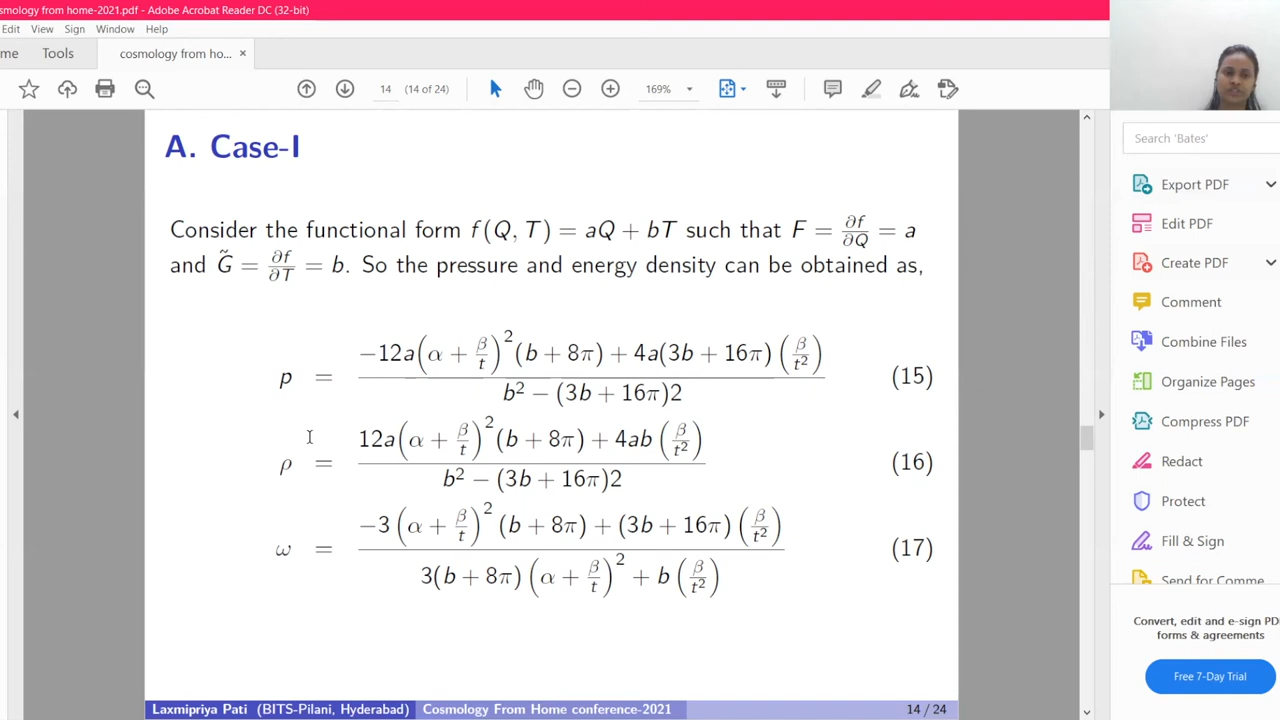 osmology from home-2021.pdf - Adobe Acrobat Reader DC (32-bit)
Edit View Sign Window Help
me Tools cosmology from ho... ×
14 (14 of 24) 169%
A. Case-I
Consider the functional form f(Q, T) = aQ + bT such that F = ∂f/∂Q = a
and G̃ = ∂f/∂T = b. So the pressure and energy density can be obtained as,
p = (−12a(α + β/t)²(b + 8π) + 4a(3b + 16π)(β/t²)) / (b² − (3b + 16π)2) (15)
ρ = (12a(α + β/t)²(b + 8π) + 4ab(β/t²)) / (b² − (3b + 16π)2) (16)
ω = (−3(α + β/t)²(b + 8π) + (3b + 16π)(β/t²)) / (3(b + 8π)(α + β/t)² + b(β/t²)) (17)
Laxmipriya Pati (BITS-Pilani, Hyderabad) Cosmology From Home conference-2021 14 / 24
Search 'Bates'
Export PDF
Edit PDF
Create PDF
Comment
Combine Files
Organize Pages
Compress PDF
Redact
Protect
Fill & Sign
Send for Comme
Convert, edit and e-sign PD
forms & agreements
Free 7-Day Trial